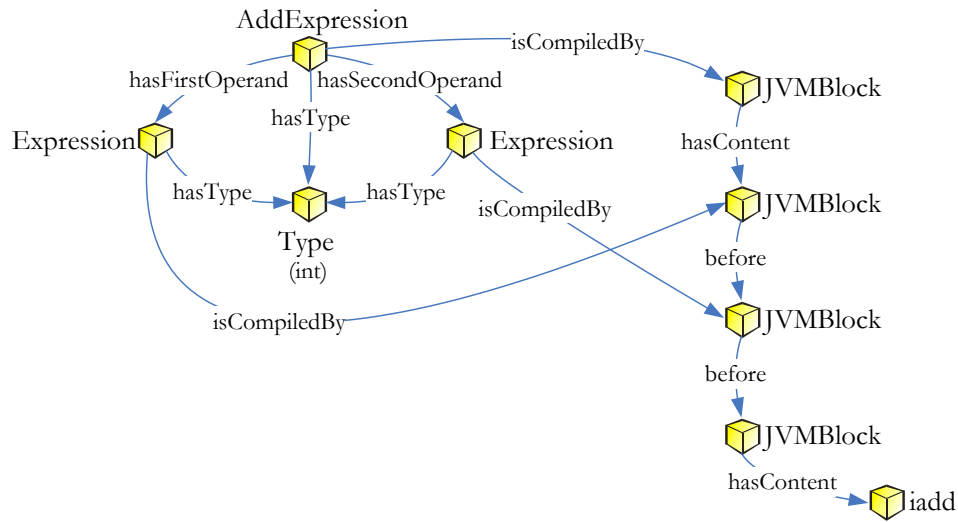 AddExpression
isCompiledBy
hasFirstOperand
hasSecondOperand
JVMBlock
hasType
Expression
Expression
hasContent
hasType
hasType
isCompiledBy
JVMBlock
Type
(int)
before
isCompiledBy
JVMBlock
before
JVMBlock
hasContent
iadd